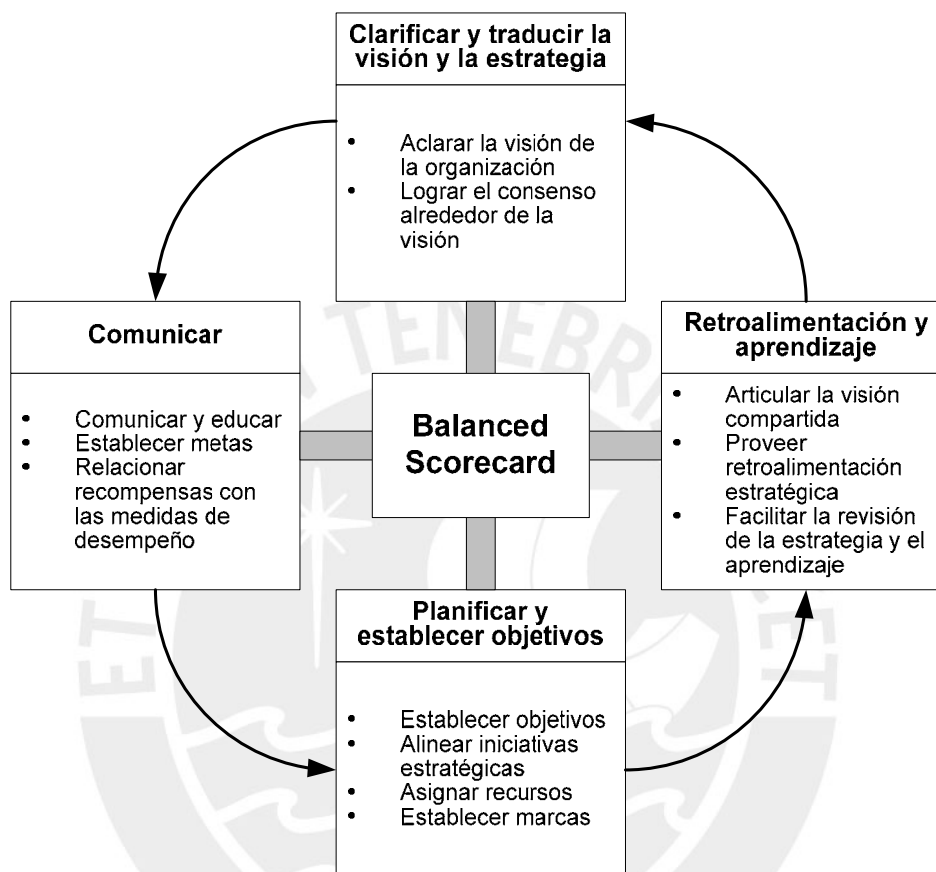 Clarificar y traducir la
visión y la estrategia
• Aclarar la visión de
la organización
• Lograr el consenso
alrededor de la
visión
Comunicar
• Comunicar y educar
• Establecer metas
• Relacionar
recompensas con
las medidas de
desempeño
Balanced
Scorecard
Retroalimentación y
aprendizaje
• Articular la visión
compartida
• Proveer
retroalimentación
estratégica
• Facilitar la revisión
de la estrategia y el
aprendizaje
Planificar y
establecer objetivos
• Establecer objetivos
• Alinear iniciativas
estratégicas
• Asignar recursos
• Establecer marcas
ET
TENEBRI
ET